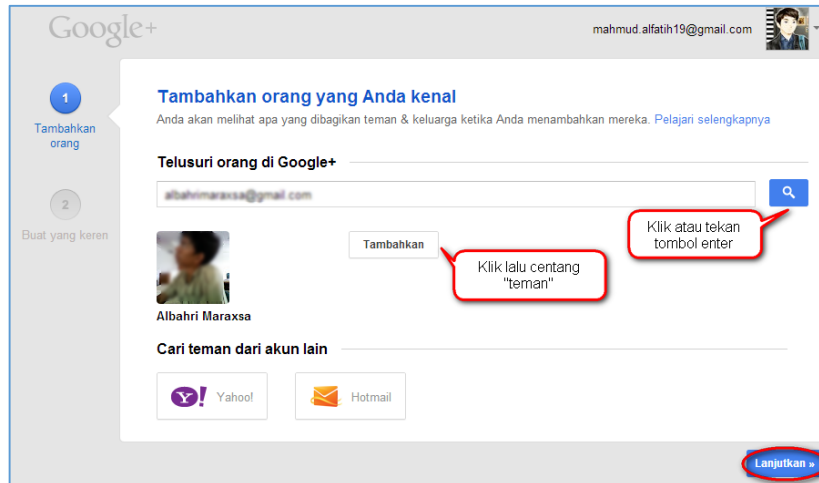 Google+
mahmud.alfatih19@gmail.com
1
Tambahkan
orang
2
Buat yang keren
Tambahkan orang yang Anda kenal
Anda akan melihat apa yang dibagikan teman & keluarga ketika Anda menambahkan mereka. Pelajari selengkapnya
Telusuri orang di Google+
albahrimaraxsa@gmail.com
Klik atau tekan
tombol enter
Tambahkan
Klik lalu centang
"teman"
Albahri Maraxsa
Cari teman dari akun lain
Y! Yahoo!
Hotmail
Lanjutkan »